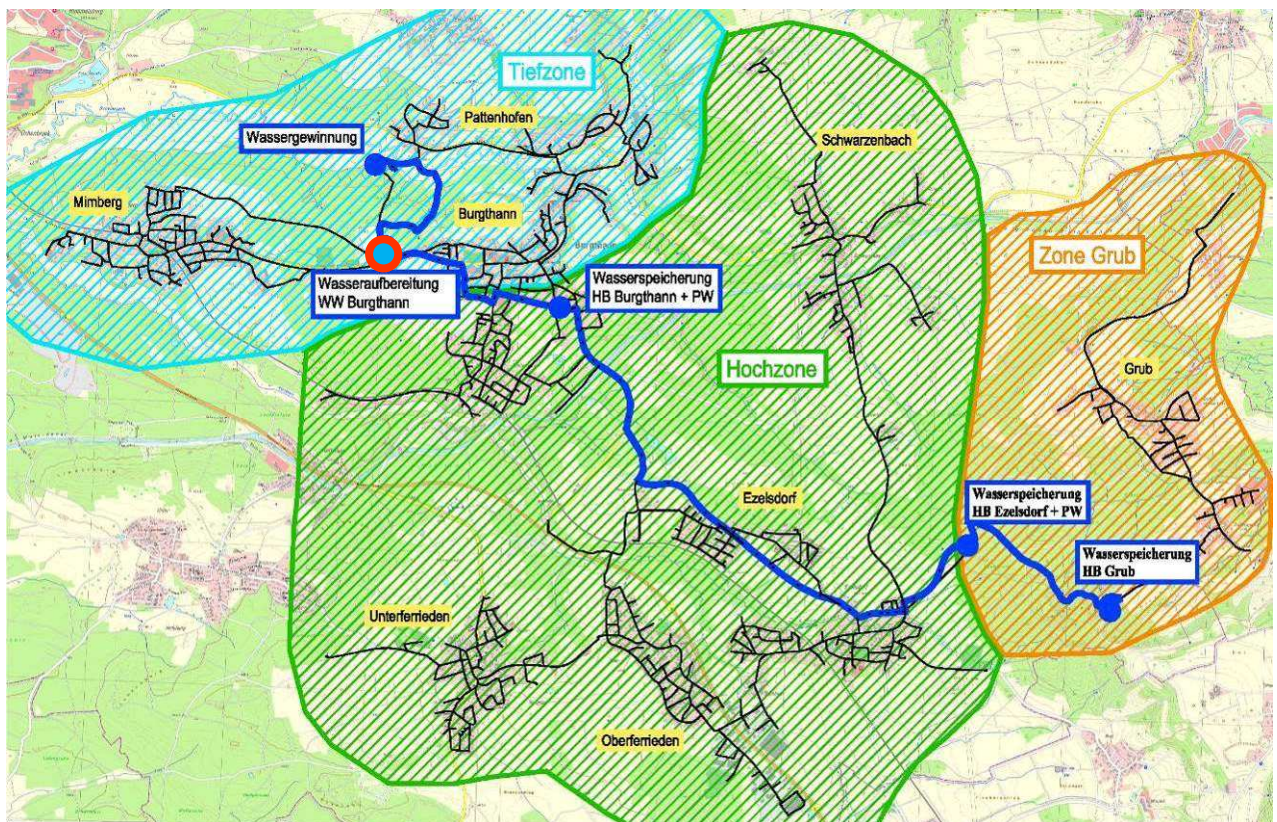 Tiefzone
Pattenhofen
Wassergewinnung
Schwarzenbach
Mimberg
Burgthann
Zone Grub
Wasseraufbereitung
WW Burgthann
Wasserspeicherung
HB Burgthann + PW
Hochzone
Grub
Ezelsdorf
Wasserspeicherung
HB Ezelsdorf + PW
Wasserspeicherung
HB Grub
Unterferrieden
Oberferrieden